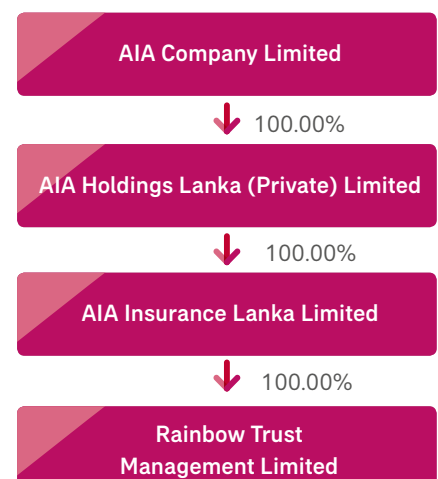 AIA Company Limited
100.00%
AIA Holdings Lanka (Private) Limited
100.00%
AIA Insurance Lanka Limited
100.00%
Rainbow Trust
Management Limited